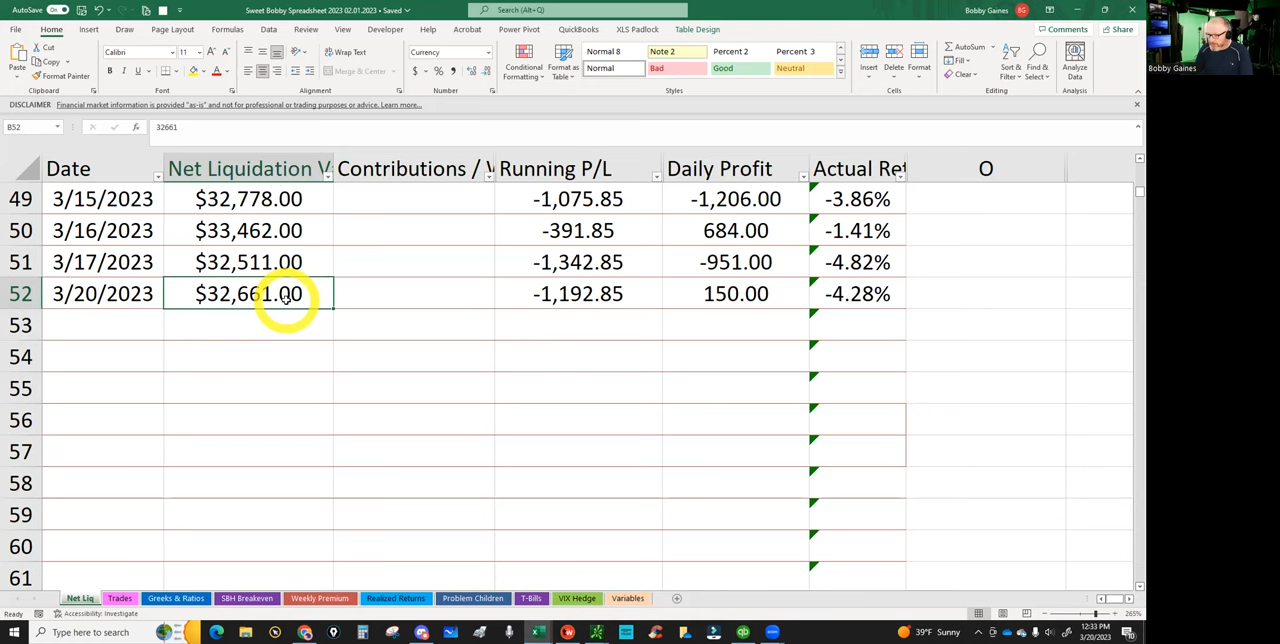 AutoSave On
Sweet Bobby Spreadsheet 2023 02.01.2023 • Saved
Search (Alt+Q)
Bobby Gaines BG
File Home Insert Draw Page Layout Formulas Data Review View Developer Help Acrobat Power Pivot QuickBooks XLS Padlock Table Design
Comments Share
Paste
Cut
Copy
Format Painter
Calibri 11
B I U
Wrap Text
Merge & Center
Currency
$ % 9
Conditional Formatting
Format as Table
Normal 8 Note 2 Percent 2 Percent 3
Normal Bad Good Neutral
Insert Delete Format
AutoSum
Fill
Clear
Sort & Filter
Find & Select
Analyze Data
Clipboard Font Alignment Number Styles Cells Editing Analysis
Bobby Gaines
DISCLAIMER Financial market information is provided "as-is" and not for professional or trading purposes or advice. Learn more...
B52 fx 32661
Date Net Liquidation V Contributions / Running P/L Daily Profit Actual Ret O
49 3/15/2023 $32,778.00 -1,075.85 -1,206.00 -3.86%
50 3/16/2023 $33,462.00 -391.85 684.00 -1.41%
51 3/17/2023 $32,511.00 -1,342.85 -951.00 -4.82%
52 3/20/2023 $32,661.00 -1,192.85 150.00 -4.28%
53
54
55
56
57
58
59
60
61
Net Liq Trades Greeks & Ratios SBH Breakeven Weekly Premium Realized Returns Problem Children T-Bills VIX Hedge Variables
Ready Accessibility: Investigate 265%
Type here to search
39°F Sunny
12:33 PM
3/20/2023